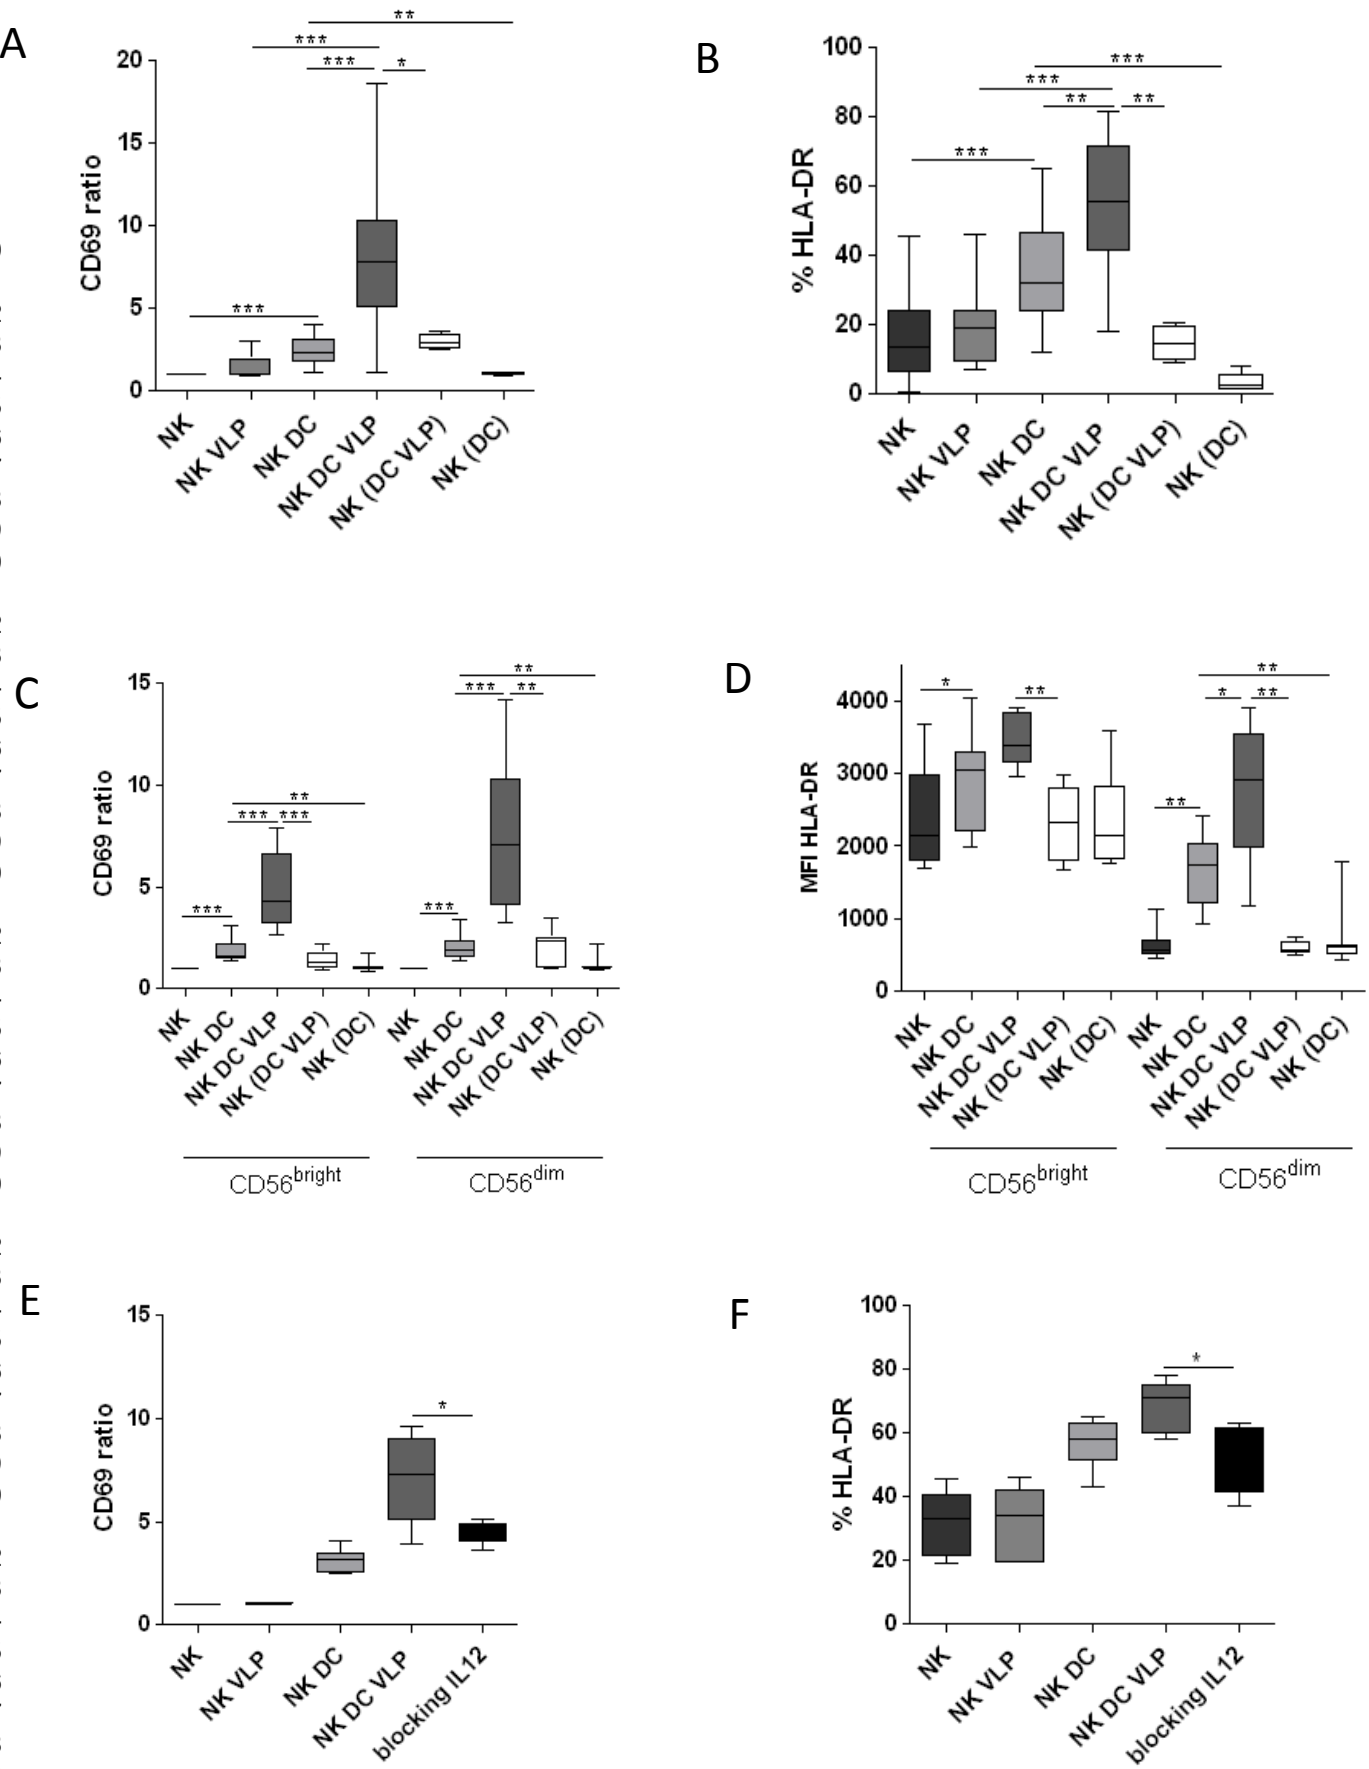 A
CD69 ratio
20
15
10
5
0
**
***
***
*
***
NK
NK VLP
NK DC
NK DC VLP
NK (DC VLP)
NK (DC)
B
% HLA-DR
100
80
60
40
20
0
***
***
**
**
***
NK
NK VLP
NK DC
NK DC VLP
NK (DC VLP)
NK (DC)
C
CD69 ratio
15
10
5
0
**
***
***
***
**
***
**
***
NK
NK DC
NK DC VLP
NK (DC VLP)
NK (DC)
NK
NK DC
NK DC VLP
NK (DC VLP)
NK (DC)
CD56bright
CD56dim
D
MFI HLA-DR
4000
3000
2000
1000
0
*
**
**
*
**
**
NK
NK DC
NK DC VLP
NK (DC VLP)
NK (DC)
NK
NK DC
NK DC VLP
NK (DC VLP)
NK (DC)
CD56bright
CD56dim
E
CD69 ratio
15
10
5
0
*
NK
NK VLP
NK DC
NK DC VLP
blocking IL12
F
% HLA-DR
100
80
60
40
20
0
*
NK
NK VLP
NK DC
NK DC VLP
blocking IL12